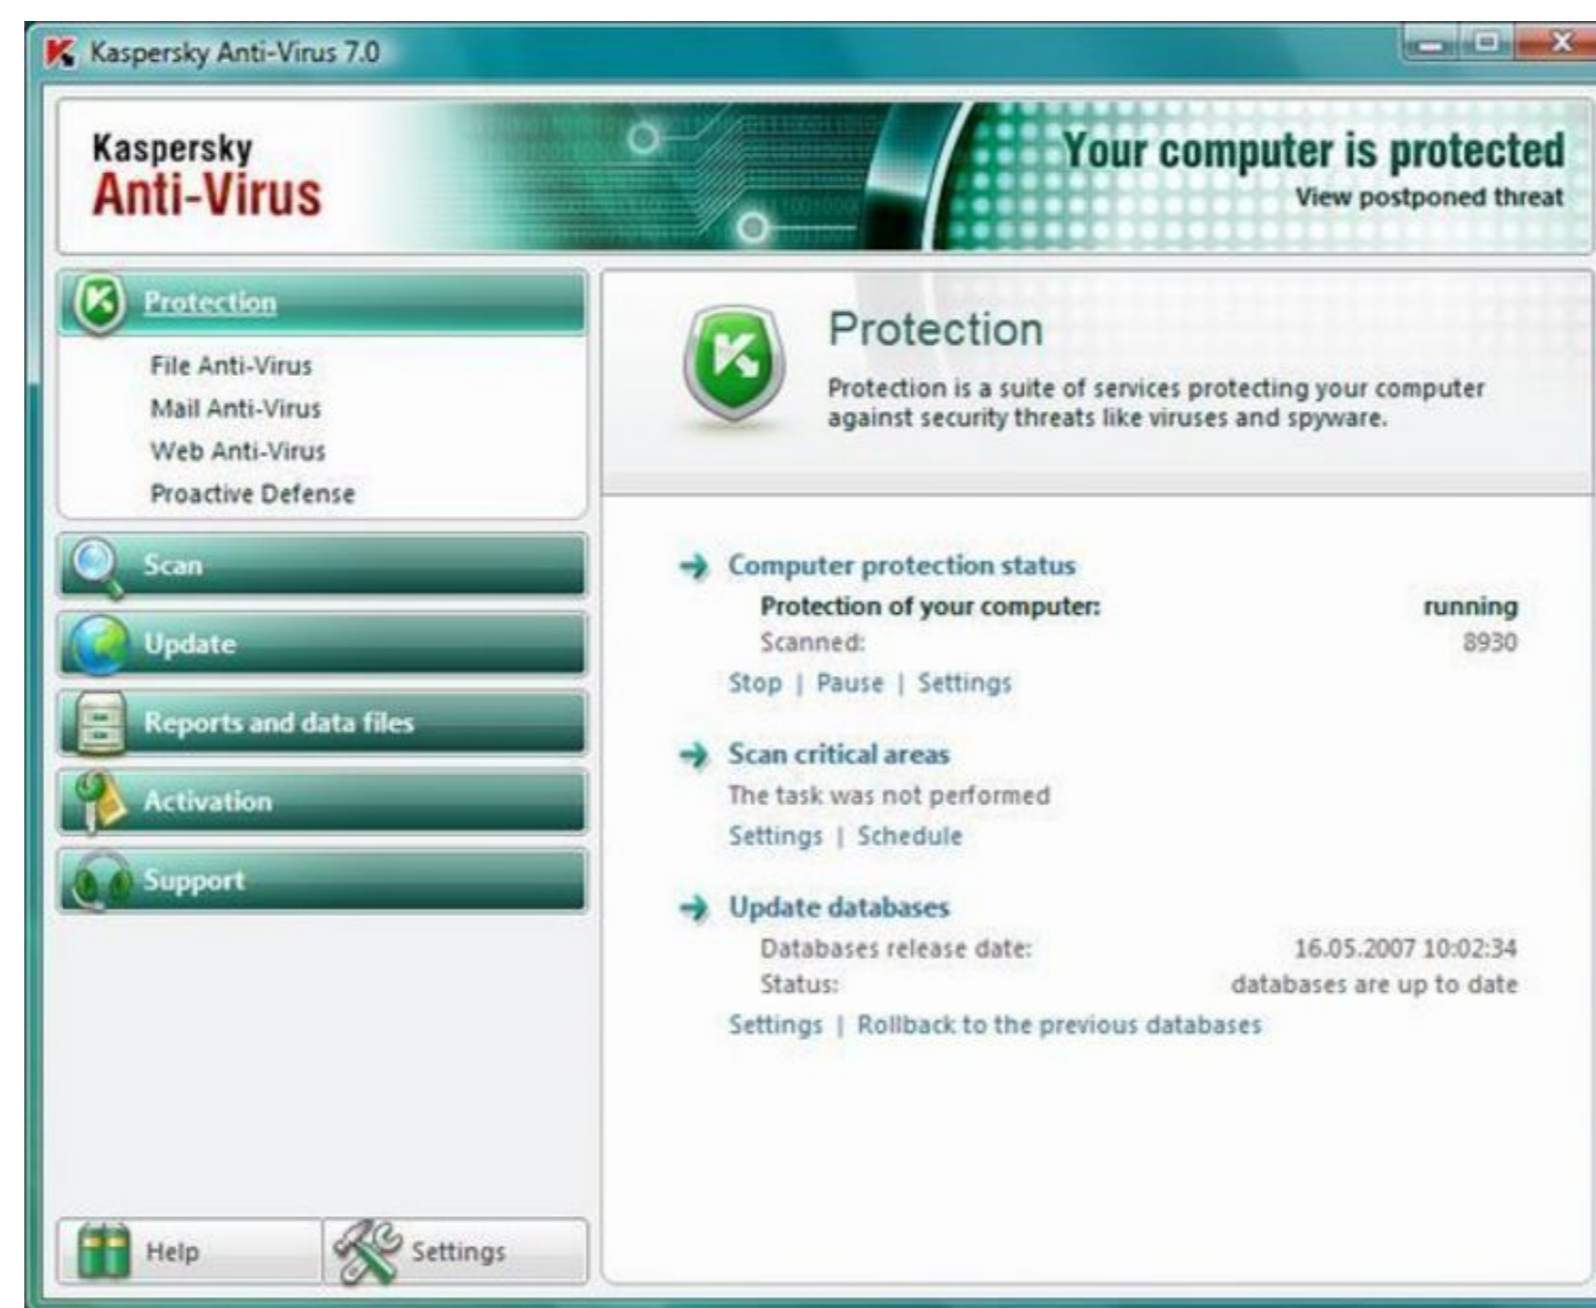 Kaspersky Anti-Virus 7.0
Kaspersky
Anti-Virus
Your computer is protected
View postponed threat
Protection
File Anti-Virus
Mail Anti-Virus
Web Anti-Virus
Proactive Defense
Scan
Update
Reports and data files
Activation
Support
Help
Settings
Protection
Protection is a suite of services protecting your computer
against security threats like viruses and spyware.
Computer protection status
Protection of your computer: running
Scanned: 8930
Stop | Pause | Settings
Scan critical areas
The task was not performed
Settings | Schedule
Update databases
Databases release date: 16.05.2007 10:02:34
Status: databases are up to date
Settings | Rollback to the previous databases